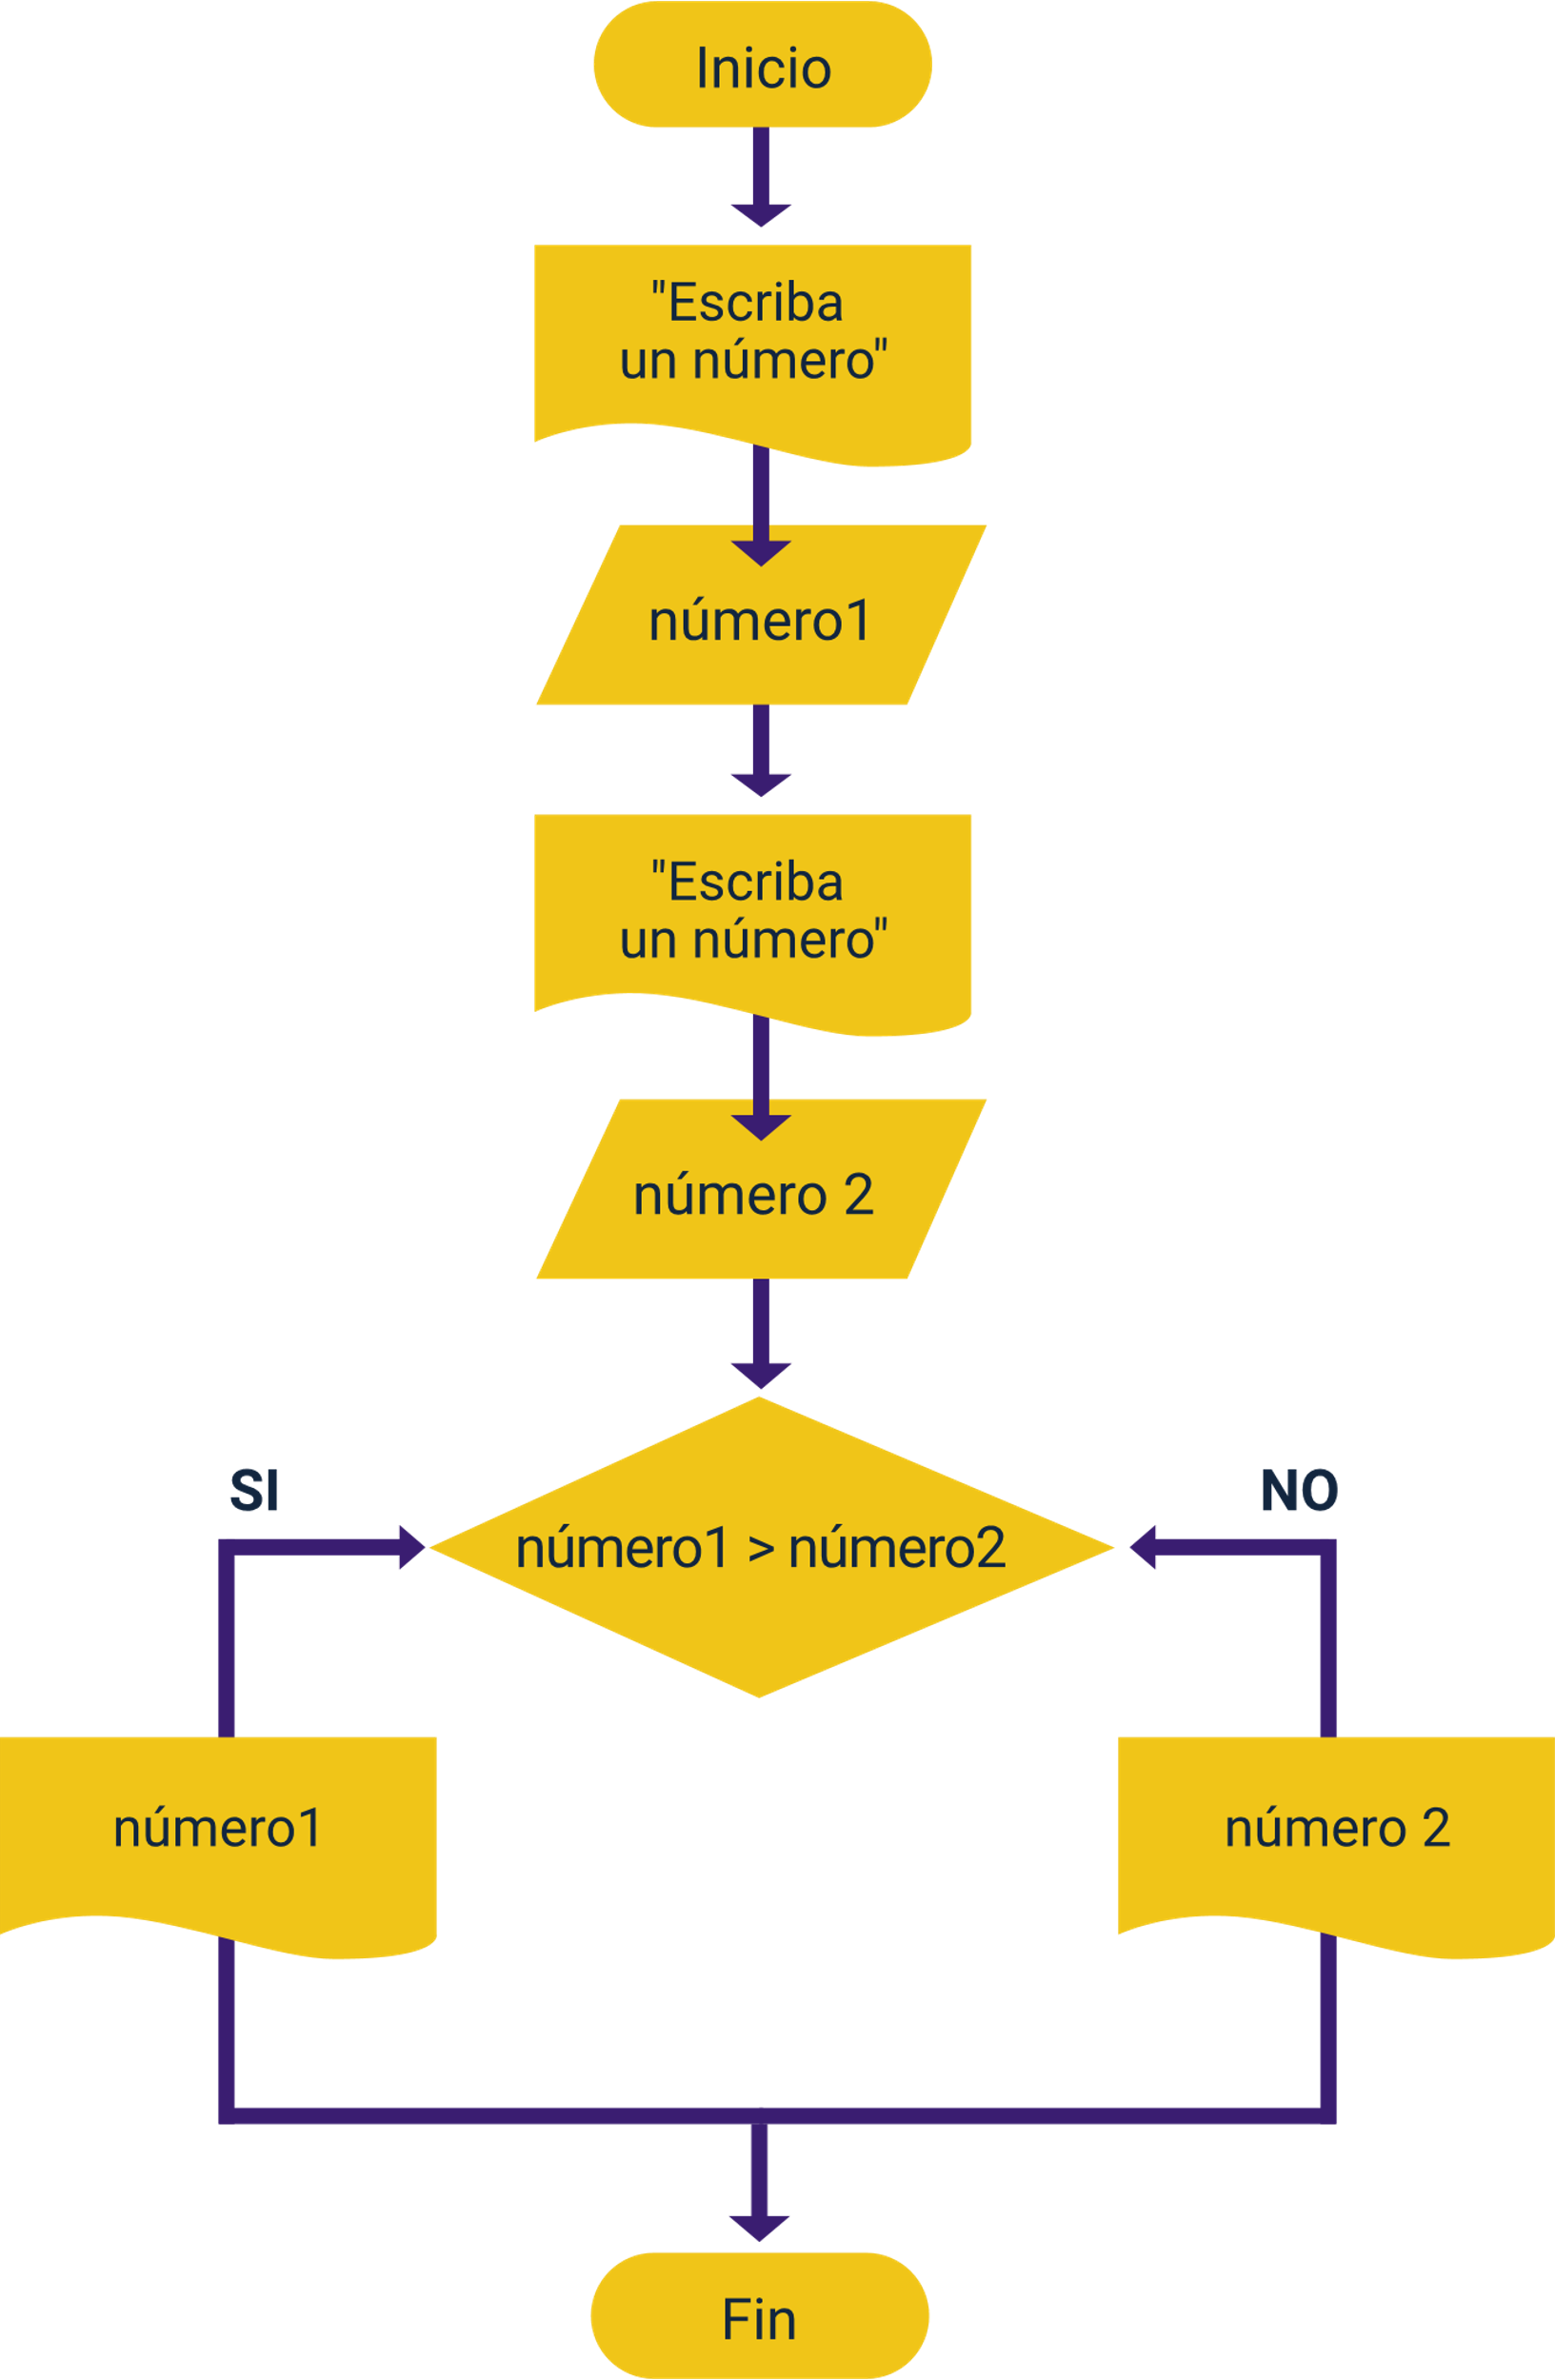 Inicio
"Escriba
un número"
número1
"Escriba
un número"
número 2
SI
NO
número1 > número2
número1
número 2
Fin